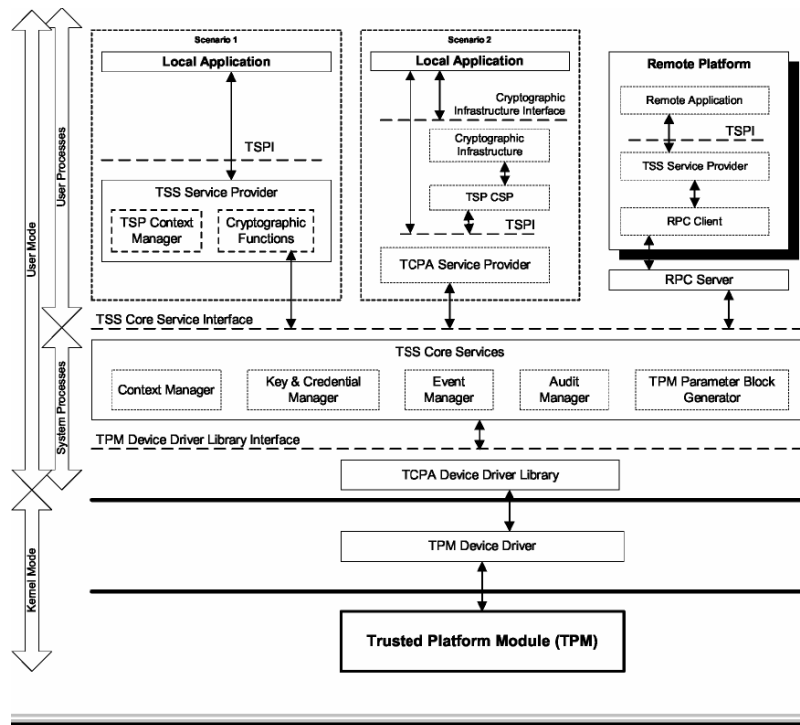 Scenario 1
Local Application
TSPI
TSS Service Provider
TSP Context
Manager
Cryptographic
Functions
Scenario 2
Local Application
Cryptographic
Infrastructure Interface
Cryptographic
Infrastructure
TSP CSP
TSPI
TCPA Service Provider
Remote Platform
Remote Application
TSPI
TSS Service Provider
RPC Client
RPC Server
TSS Core Service Interface
TSS Core Services
Context Manager
Key & Credential
Manager
Event
Manager
Audit
Manager
TPM Parameter Block
Generator
TPM Device Driver Library Interface
TCPA Device Driver Library
TPM Device Driver
Trusted Platform Module (TPM)
User Mode
User Processes
System Processes
Kernel Mode